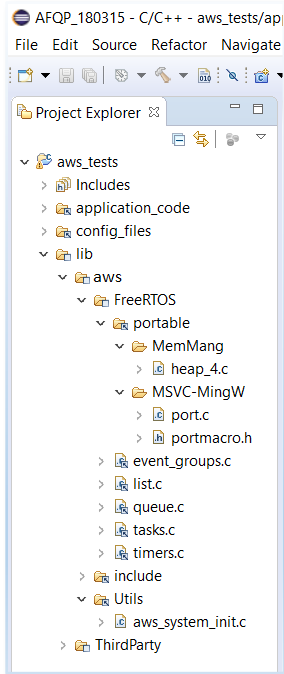 AFQP_180315 - C/C++ - aws_tests/app
File Edit Source Refactor Navigate
010
Project Explorer
aws_tests
Includes
application_code
config_files
lib
aws
FreeRTOS
portable
MemMang
heap_4.c
MSVC-MingW
port.c
portmacro.h
event_groups.c
list.c
queue.c
tasks.c
timers.c
include
Utils
aws_system_init.c
ThirdParty